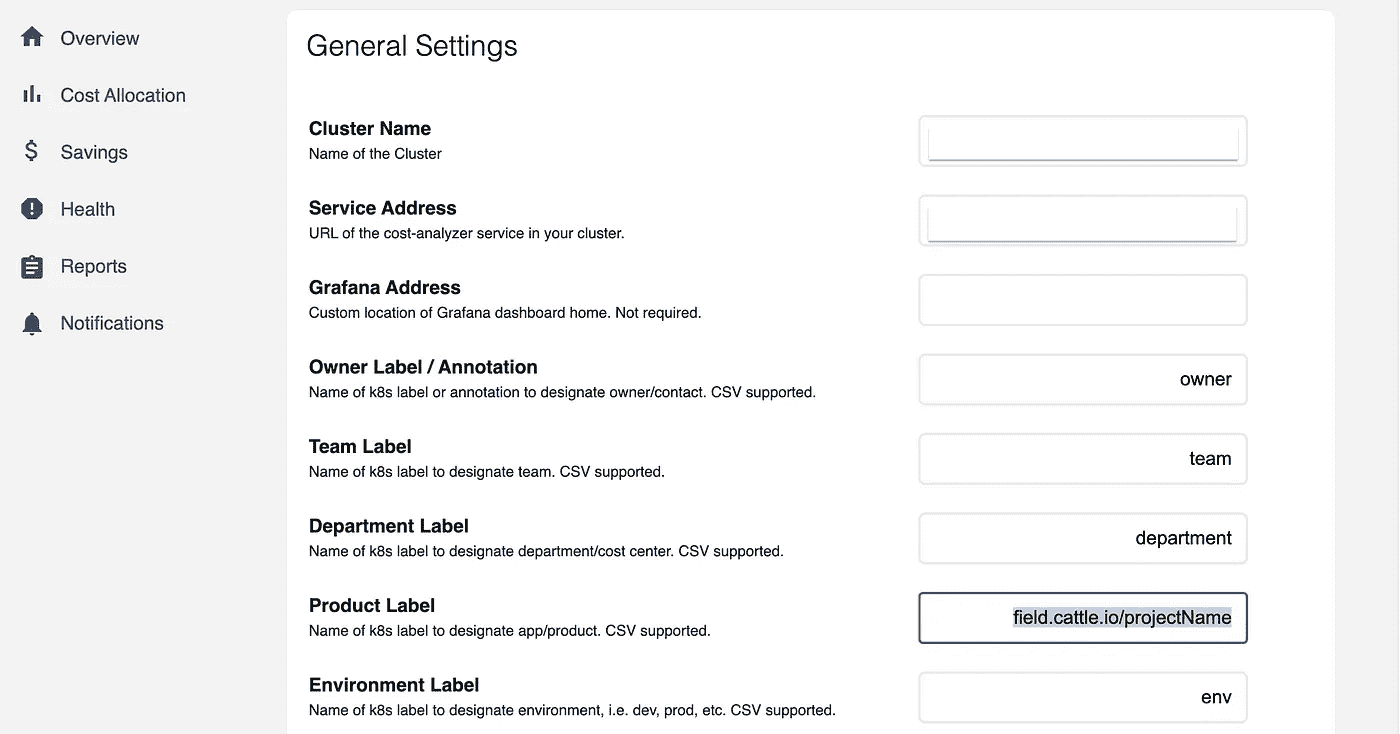 Overview
Cost Allocation
Savings
Health
Reports
Notifications
General Settings
Cluster Name
Name of the Cluster
Service Address
URL of the cost-analyzer service in your cluster.
Grafana Address
Custom location of Grafana dashboard home. Not required.
Owner Label / Annotation
Name of k8s label or annotation to designate owner/contact. CSV supported.
owner
Team Label
Name of k8s label to designate team. CSV supported.
team
Department Label
Name of k8s label to designate department/cost center. CSV supported.
department
Product Label
Name of k8s label to designate app/product. CSV supported.
field.cattle.io/projectName
Environment Label
Name of k8s label to designate environment, i.e. dev, prod, etc. CSV supported.
env